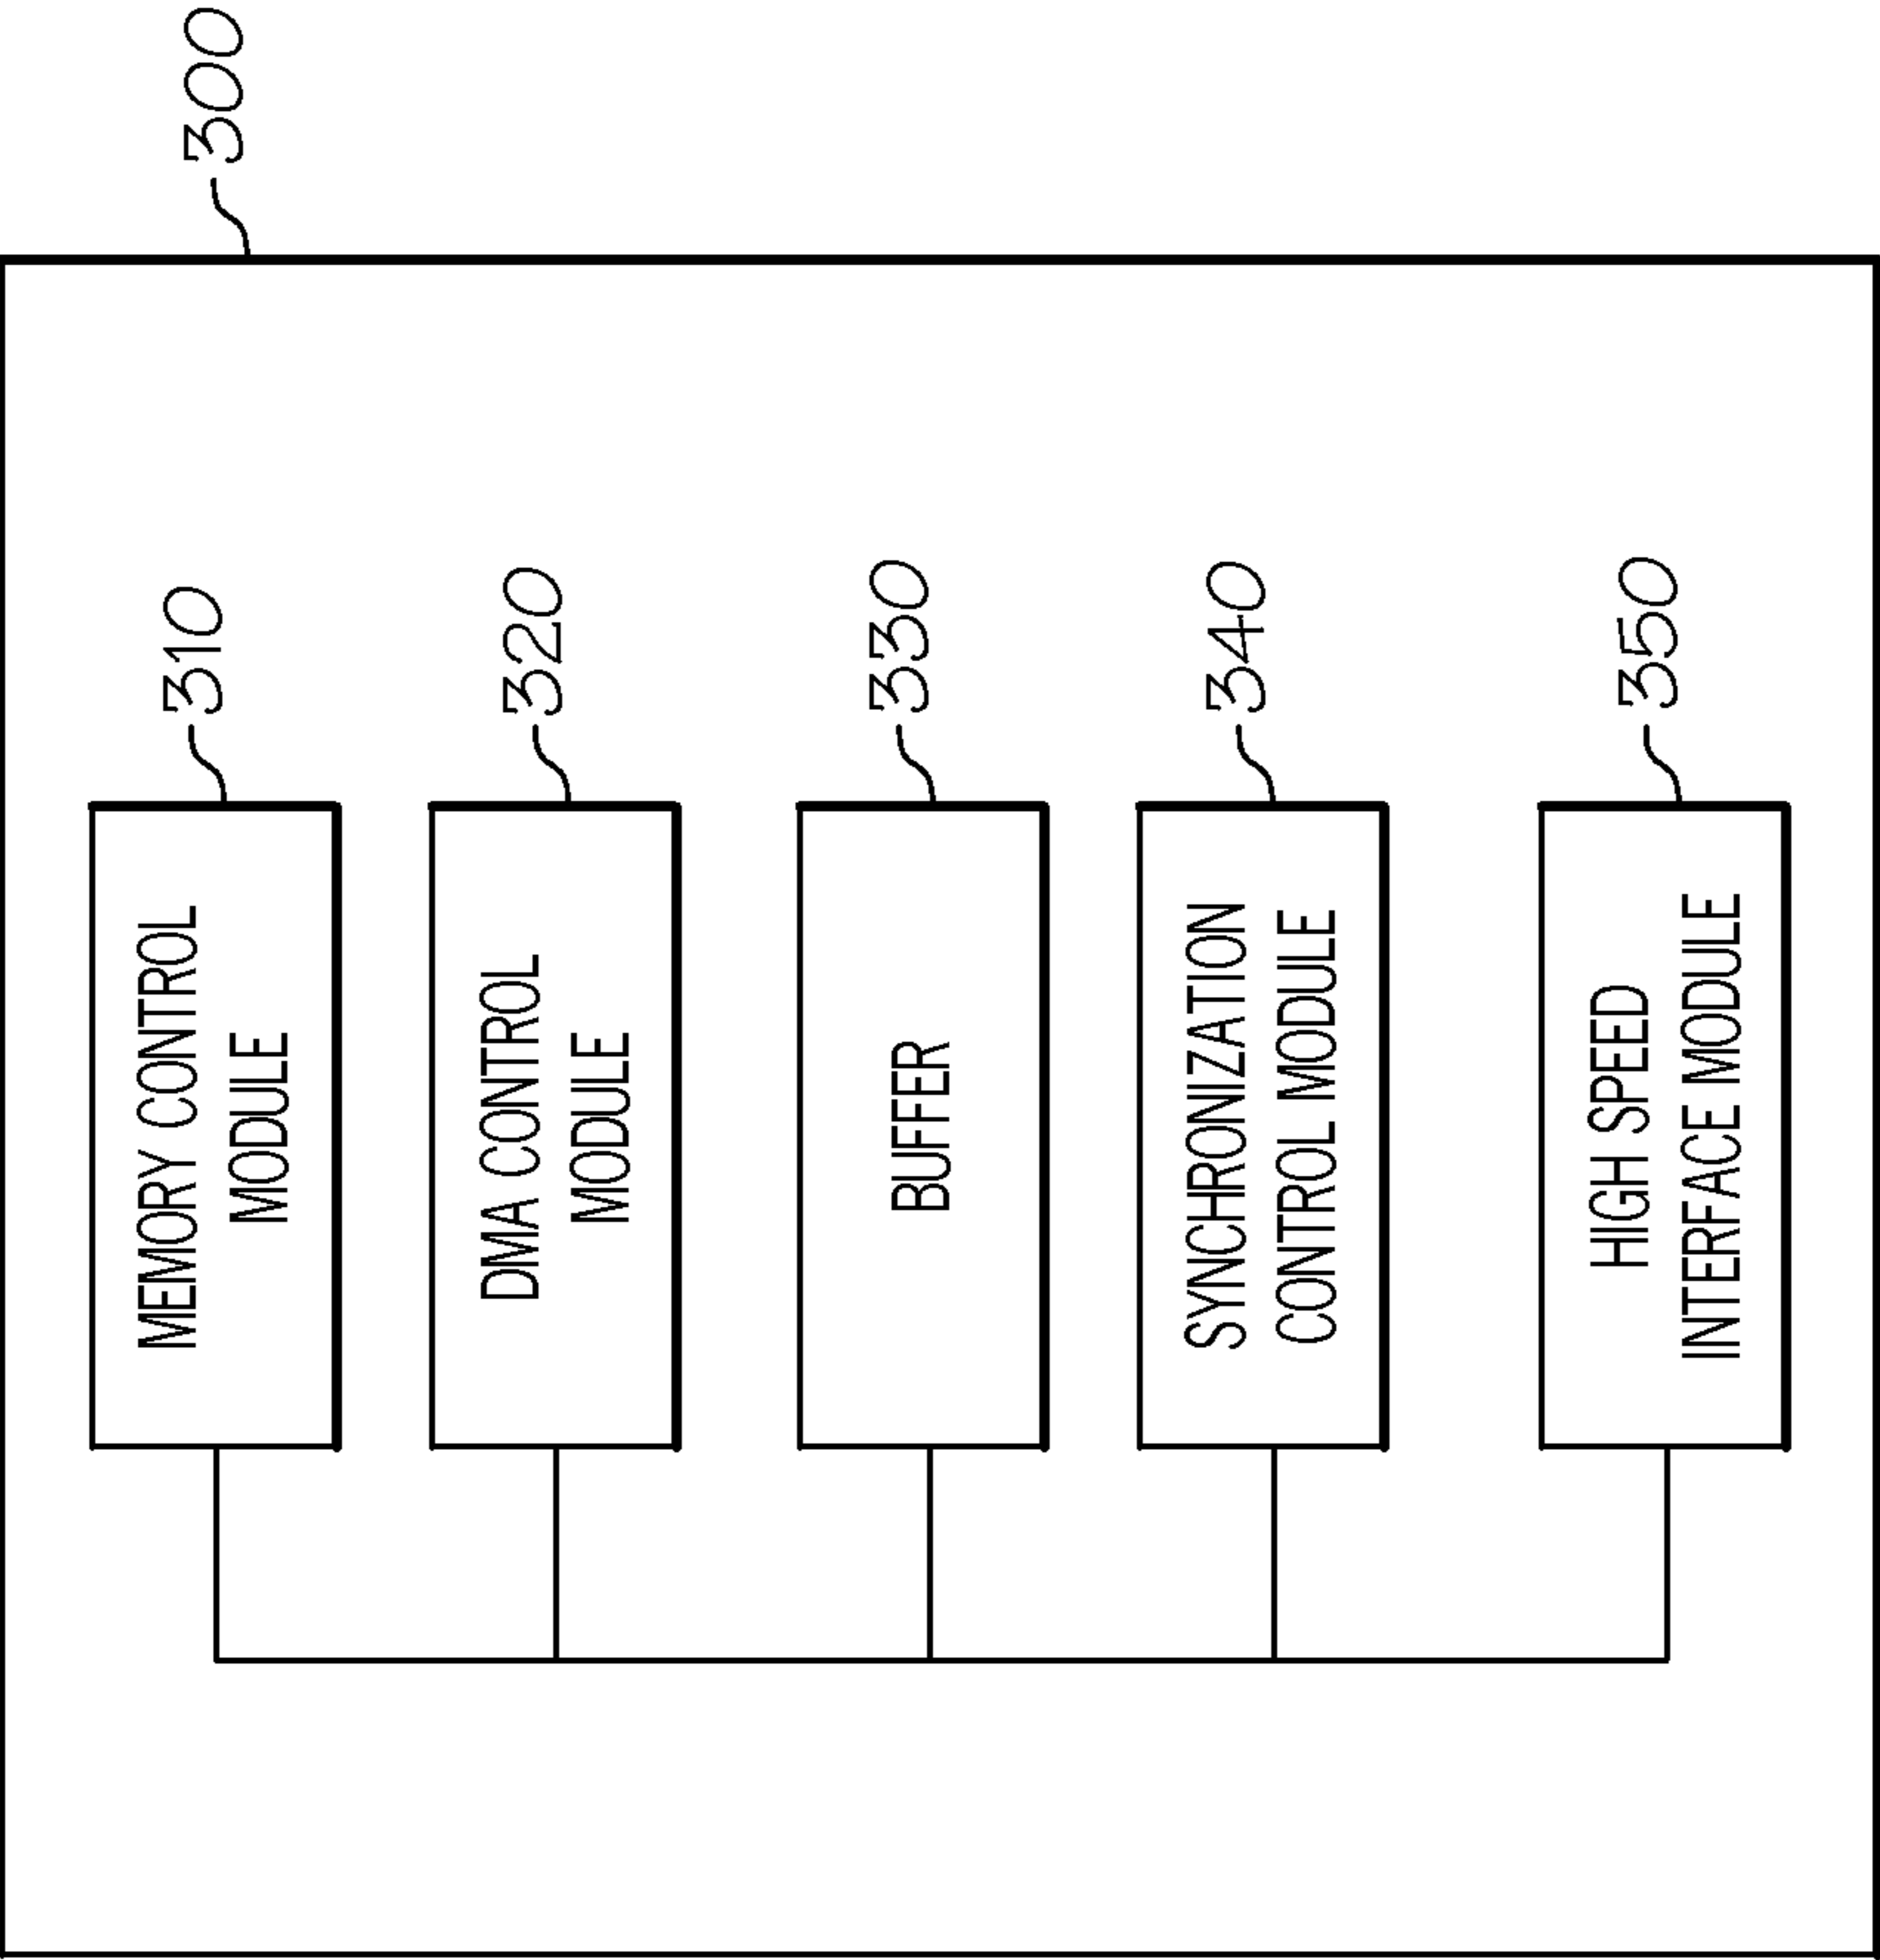 300
MEMORY CONTROL
MODULE
310
DMA CONTROL
MODULE
320
BUFFER
330
SYNCHRONIZATION
CONTROL MODULE
340
HIGH SPEED
INTERFACE MODULE
350